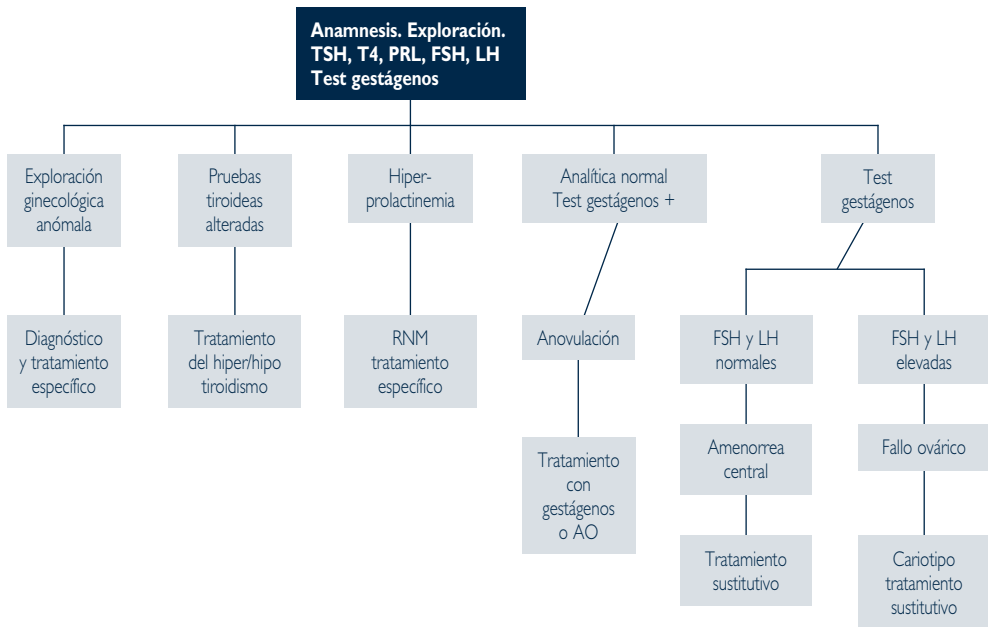 Anamnesis. Exploración.
TSH, T4, PRL, FSH, LH
Test gestágenos
Exploración
ginecológica
anómala
Pruebas
tiroideas
alteradas
Hiper-
prolactinemia
Analítica normal
Test gestágenos +
Test
gestágenos
Diagnóstico
y tratamiento
específico
Tratamiento
del hiper/hipo
tiroidismo
RNM
tratamiento
específico
Anovulación
FSH y LH
normales
FSH y LH
elevadas
Tratamiento
con
gestágenos
o AO
Amenorrea
central
Fallo ovárico
Tratamiento
sustitutivo
Cariotipo
tratamiento
sustitutivo